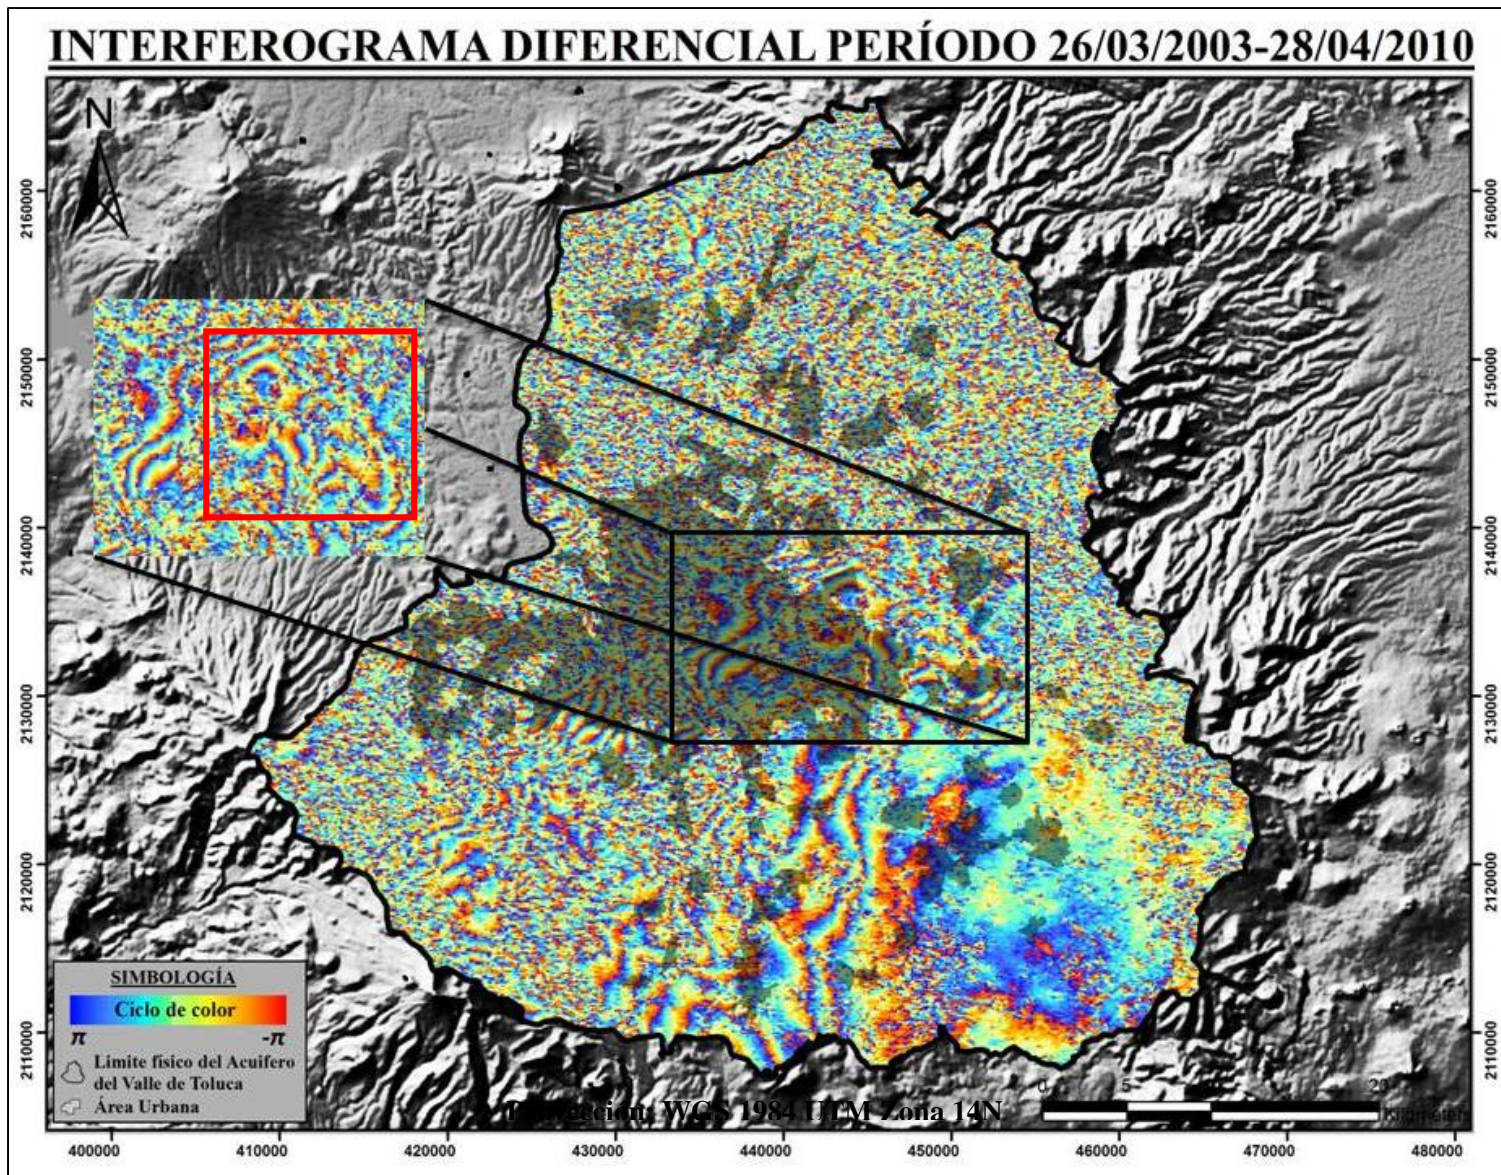 INTERFEROGRAMA DIFERENCIAL PERÍODO 26/03/2003-28/04/2010
N
2160000
2160000
2150000
2150000
2140000
2140000
2130000
2130000
2120000
2120000
2110000
2110000
SIMBOLOGÍA
Ciclo de color
π -π
Limite físico del Acuifero
del Valle de Toluca
Área Urbana
0 5 20
Proyección: WGS 1984 UTM Zona 14N
Kilometers
400000 410000 420000 430000 440000 450000 460000 470000 480000